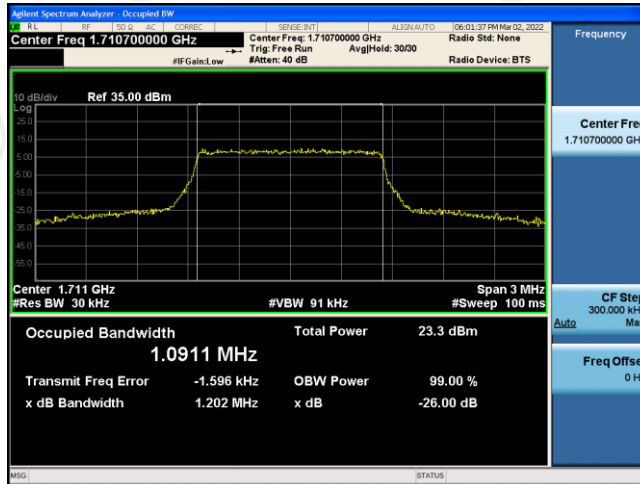 Agilent Spectrum Analyzer - Occupied BW
RL RF 50 Ω AC CORREC SENSE:INT ALIGN AUTO 06:01:37 PM Mar 02, 2022
Center Freq 1.710700000 GHz
Center Freq: 1.710700000 GHz
Radio Std: None
Trig: Free Run Avg|Hold: 30/30
#IFGain:Low #Atten: 40 dB Radio Device: BTS
Frequency
10 dB/div Ref 35.00 dBm
Log
25.0
15.0
5.00
-5.00
-15.0
-25.0
-35.0
-45.0
-55.0
Center 1.711 GHz Span 3 MHz
#Res BW 30 kHz #VBW 91 kHz #Sweep 100 ms
Occupied Bandwidth Total Power 23.3 dBm
1.0911 MHz
Transmit Freq Error -1.596 kHz OBW Power 99.00 %
x dB Bandwidth 1.202 MHz x dB -26.00 dB
Center Fre
1.710700000 GH
CF Ste
300.000 kH
Auto Ma
Freq Offse
0 H
MSG STATUS